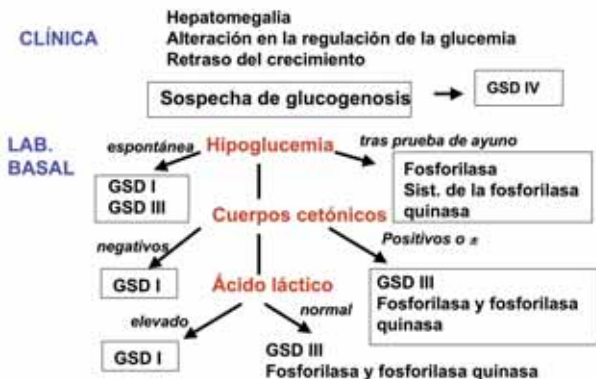 Hepatomegalia
CLÍNICA
Alteración en la regulación de la glucemia
Retraso del crecimiento
Sospecha de glucogenosis
GSD IV
LAB.
BASAL
espontánea
Hipoglucemia
tras prueba de ayuno
GSD I
GSD III
Fosforilasa
Sist. de la fosforilasa
quinasa
Cuerpos cetónicos
negativos
Positivos o ±
GSD I
Ácido láctico
GSD III
Fosforilasa y fosforilasa
quinasa
elevado
normal
GSD I
GSD III
Fosforilasa y fosforilasa quinasa